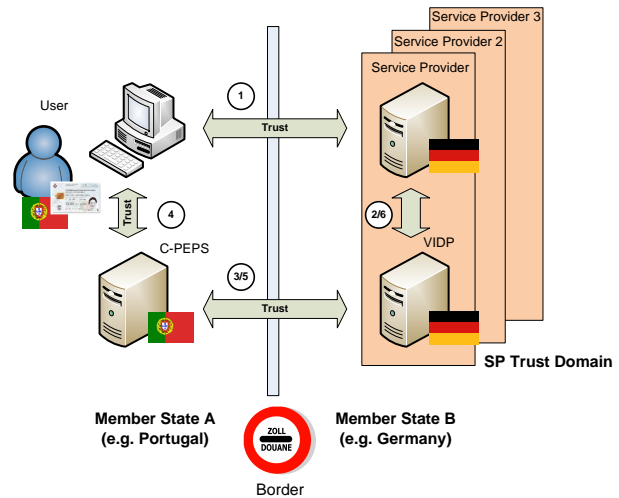 Service Provider 3
Service Provider 2
Service Provider
User
1
Trust
Trust
4
2/6
C-PEPS
VIDP
3/5
Trust
SP Trust Domain
Member State A
(e.g. Portugal)
Member State B
(e.g. Germany)
ZOLL
DOUANE
Border